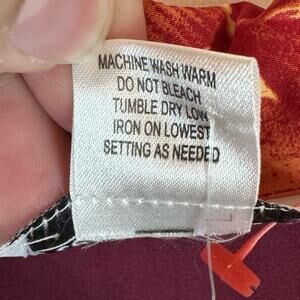 MACHINE WASH WARM
DO NOT BLEACH
TUMBLE DRY LOW
IRON ON LOWEST
SETTING AS NEEDED